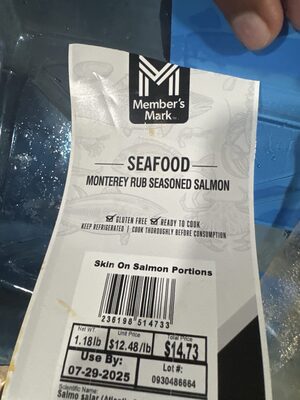 Member's
Mark
SEAFOOD
MONTEREY RUB SEASONED SALMON
GLUTEN FREE READY TO COOK
KEEP REFRIGERATED | COOK THOROUGHLY BEFORE CONSUMPTION
Skin On Salmon Portions
236198 514733
Net WT. Unit Price Total Price
1.18lb $12.48/lb $14.73
Use By: Lot #:
07-29-2025 0930486664
Scientific Name:
Salmo salar